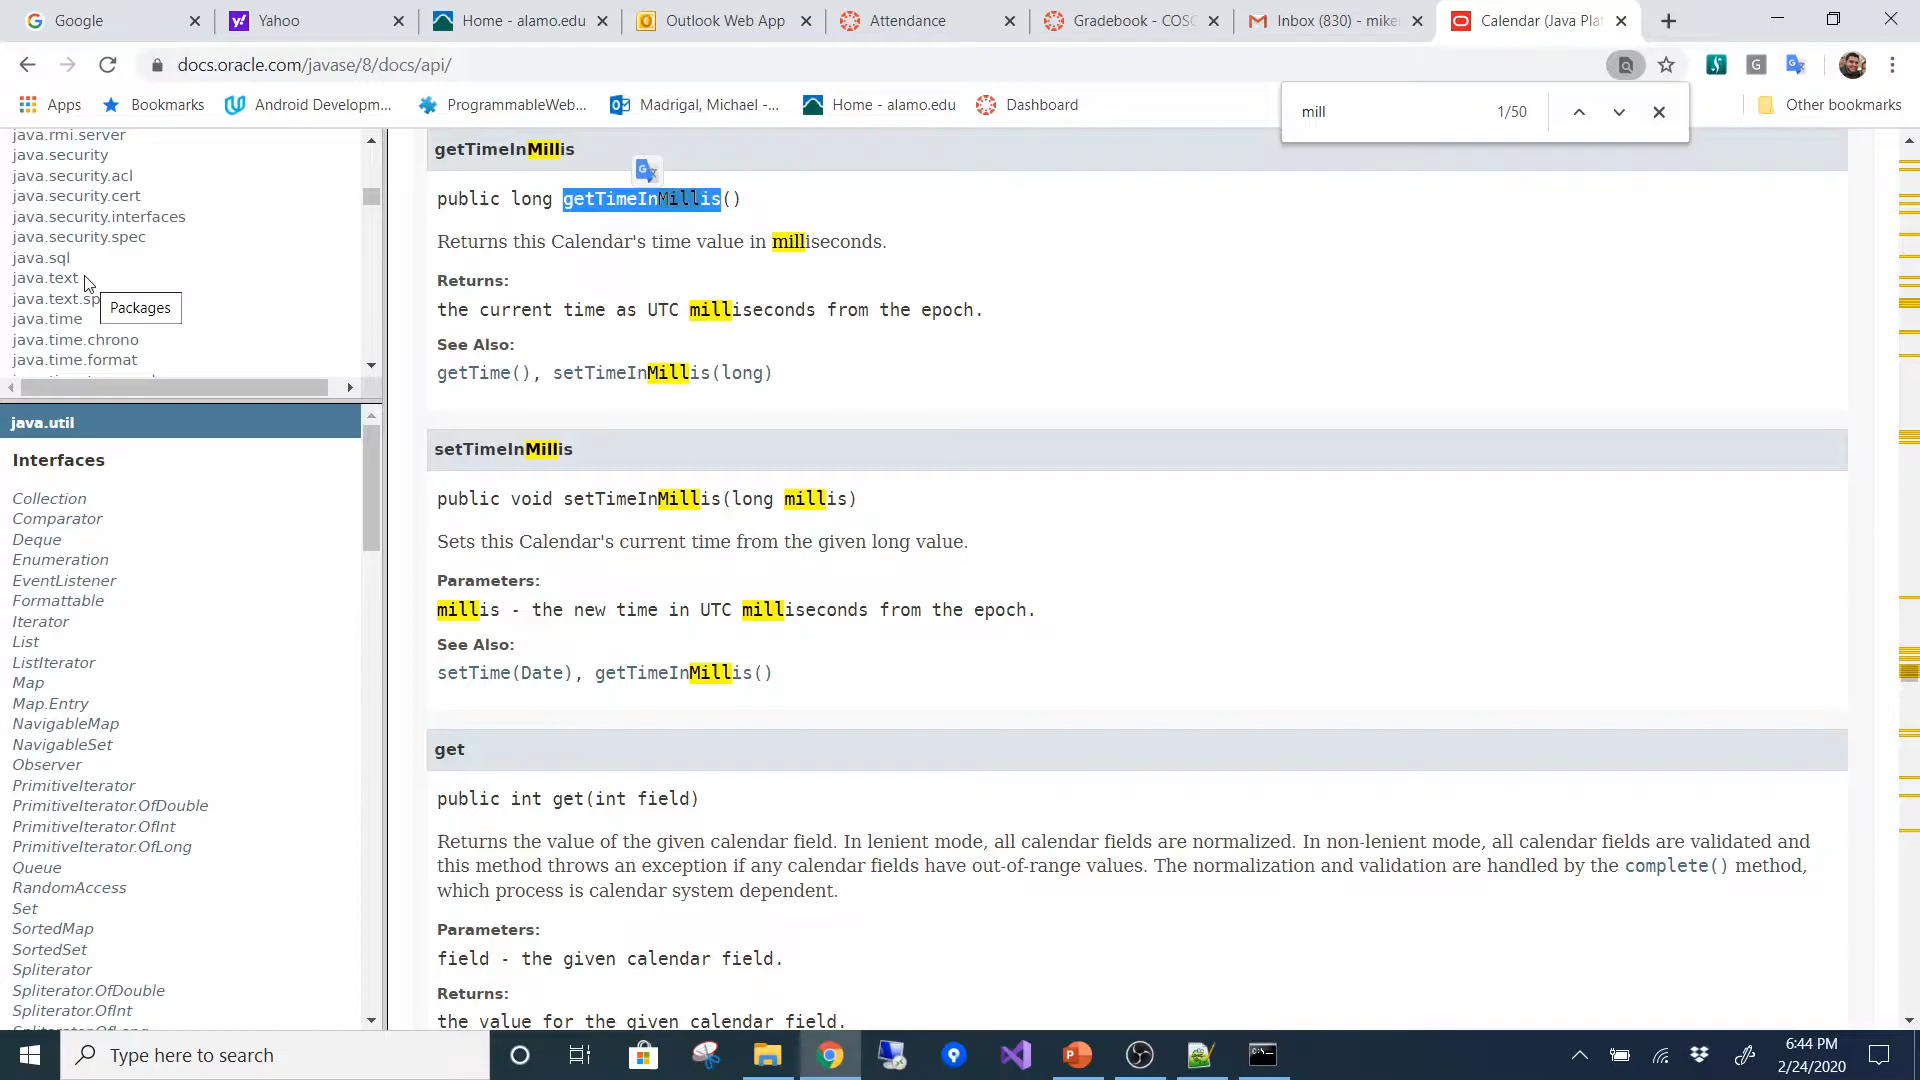 Google
Yahoo
Home - alamo.edu
Outlook Web App
Attendance
Gradebook - COSC
Inbox (830) - mike
Calendar (Java Plat
docs.oracle.com/javase/8/docs/api/
Apps
Bookmarks
Android Developm...
ProgrammableWeb...
Madrigal, Michael -...
Home - alamo.edu
Dashboard
Other bookmarks
mill
1/50
java.rmi.server
java.security
java.security.acl
java.security.cert
java.security.interfaces
java.security.spec
java.sql
java.text
java.text.sp
java.time
java.time.chrono
java.time.format
Packages
java.util
Interfaces
Collection
Comparator
Deque
Enumeration
EventListener
Formattable
Iterator
List
ListIterator
Map
Map.Entry
NavigableMap
NavigableSet
Observer
PrimitiveIterator
PrimitiveIterator.OfDouble
PrimitiveIterator.OfInt
PrimitiveIterator.OfLong
Queue
RandomAccess
Set
SortedMap
SortedSet
Spliterator
Spliterator.OfDouble
Spliterator.OfInt
Spliterator.OfLong
getTimeInMillis
public long getTimeInMillis()
Returns this Calendar's time value in milliseconds.
Returns:
the current time as UTC milliseconds from the epoch.
See Also:
getTime(), setTimeInMillis(long)
setTimeInMillis
public void setTimeInMillis(long millis)
Sets this Calendar's current time from the given long value.
Parameters:
millis - the new time in UTC milliseconds from the epoch.
See Also:
setTime(Date), getTimeInMillis()
get
public int get(int field)
Returns the value of the given calendar field. In lenient mode, all calendar fields are normalized. In non-lenient mode, all calendar fields are validated and
this method throws an exception if any calendar fields have out-of-range values. The normalization and validation are handled by the complete() method,
which process is calendar system dependent.
Parameters:
field - the given calendar field.
Returns:
the value for the given calendar field.
Type here to search
6:44 PM
2/24/2020